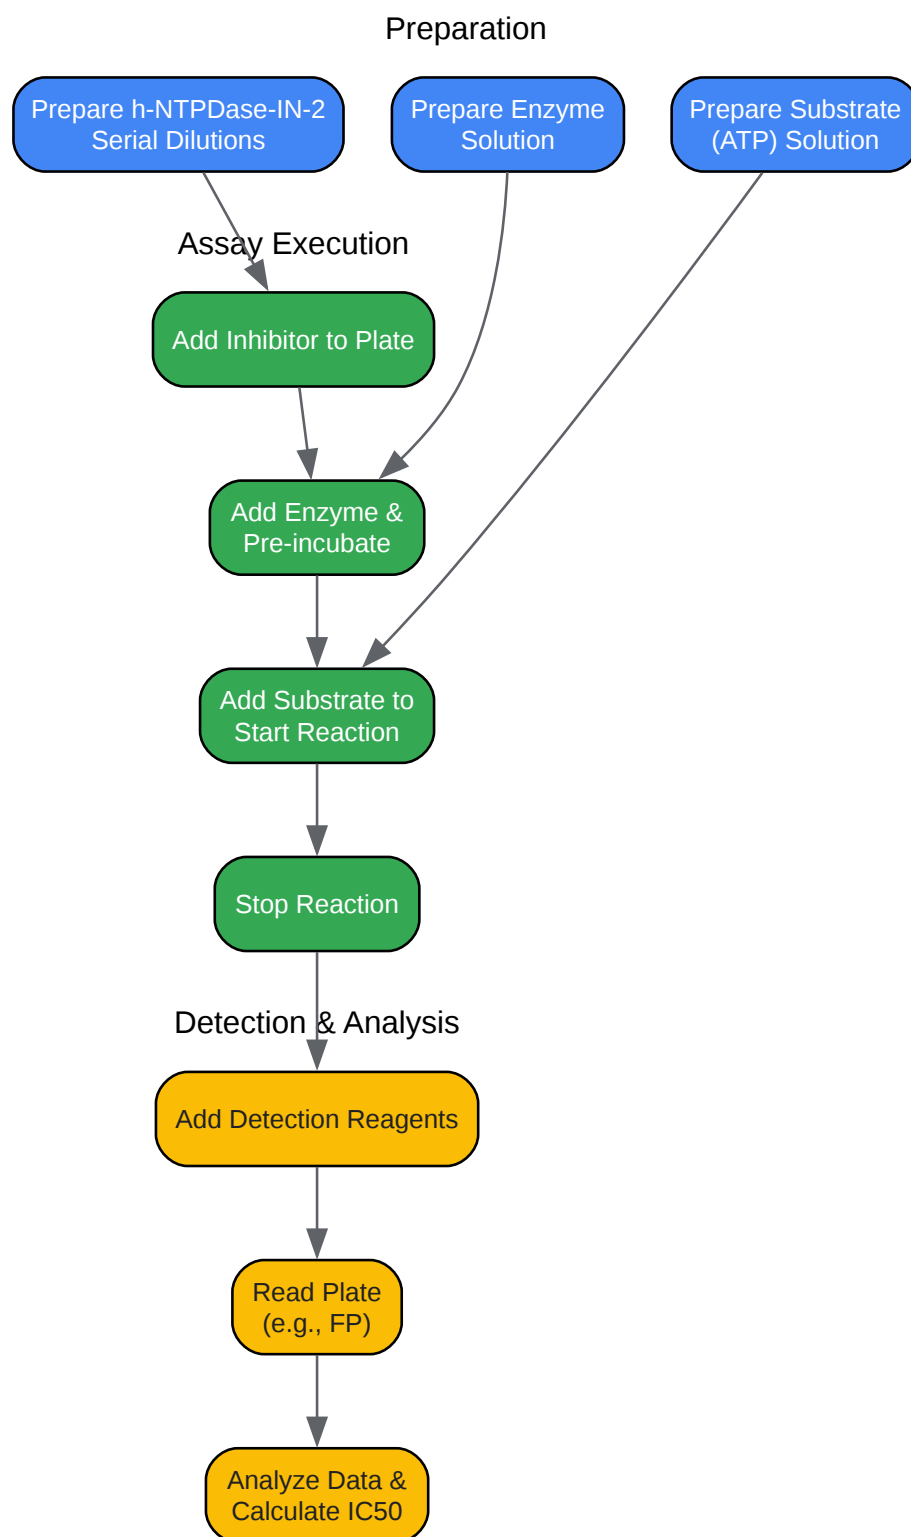 Preparation
Prepare h-NTPDase-IN-2
Serial Dilutions
Prepare Enzyme
Solution
Prepare Substrate
(ATP) Solution
Assay Execution
Add Inhibitor to Plate
Add Enzyme &
Pre-incubate
Add Substrate to
Start Reaction
Stop Reaction
Detection & Analysis
Add Detection Reagents
Read Plate
(e.g., FP)
Analyze Data &
Calculate IC50